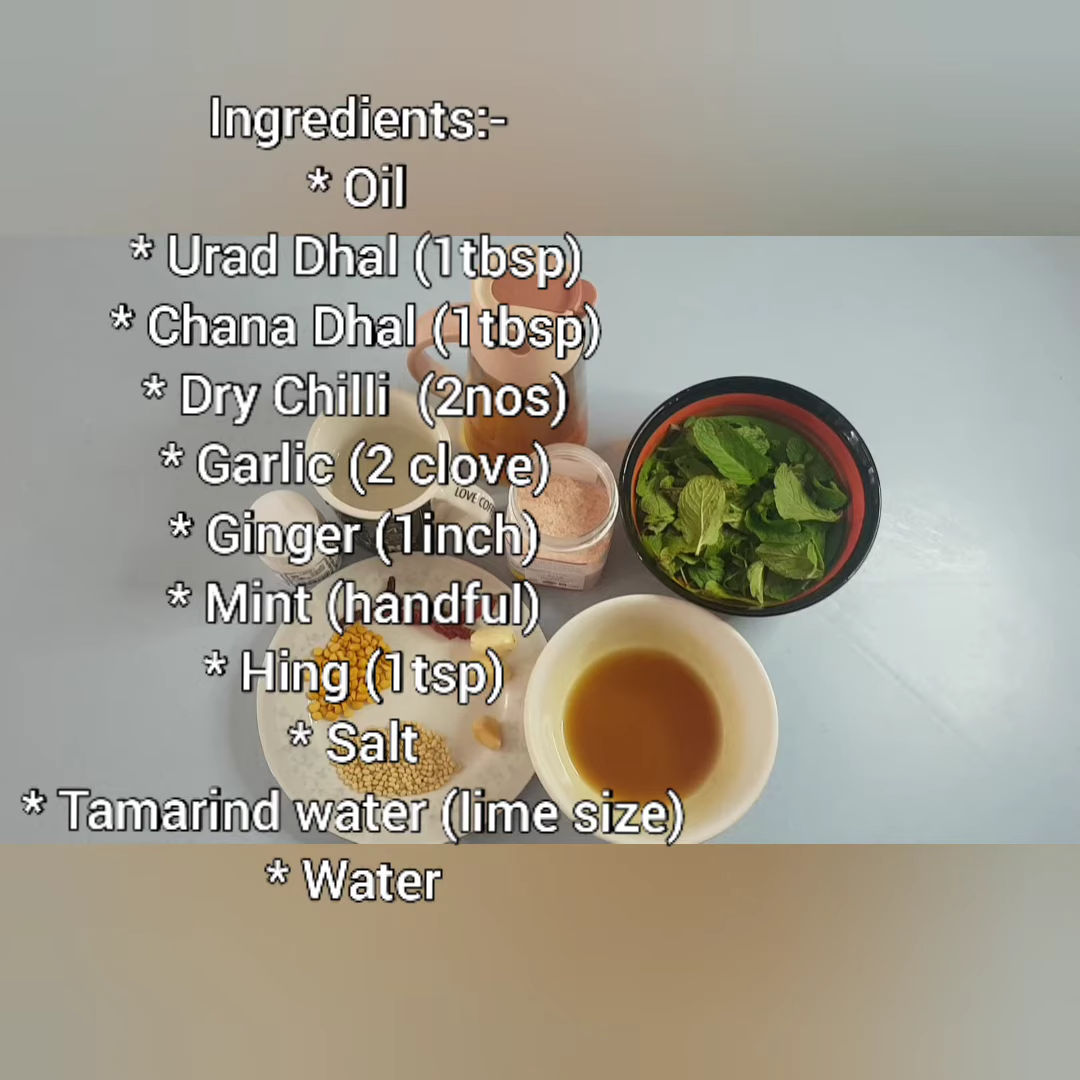 Ingredients:-
* Oil
* Urad Dhal (1tbsp)
* Chana Dhal (1tbsp)
* Dry Chilli (2nos)
* Garlic (2 clove)
* Ginger (1inch)
* Mint (handful)
* Hing (1tsp)
* Salt
* Tamarind water (lime size)
* Water
LOVE